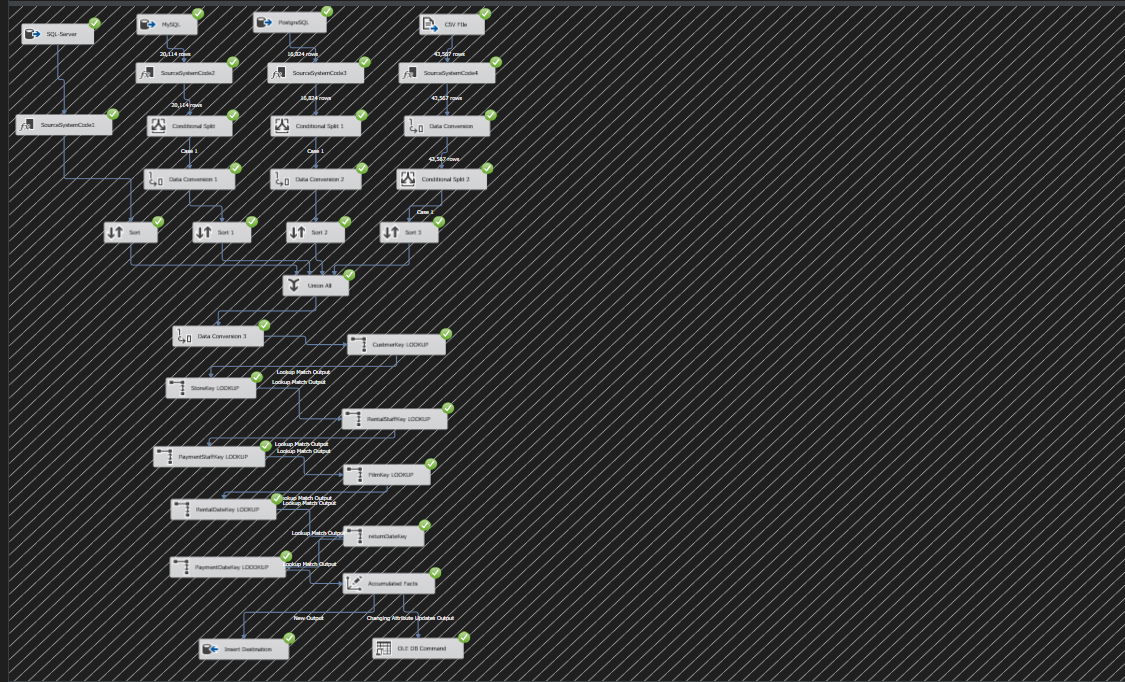 SQL-Server
MySQL
PostgreSQL
CSV File
20,114 rows
16,824 rows
43,567 rows
SourceSystemCode2
SourceSystemCode3
SourceSystemCode4
20,114 rows
16,824 rows
43,567 rows
SourceSystemCode1
Conditional Split
Conditional Split 1
Data Conversion
Case 1
Case 1
43,567 rows
Data Conversion 1
Data Conversion 2
Conditional Split 2
Case 1
Sort
Sort 1
Sort 2
Sort 3
Union All
Data Conversion 3
CustmerKey LOOKUP
Lookup Match Output
Lookup Match Output
StoreKey LOOKUP
RentalStaffKey LOOKUP
Lookup Match Output
Lookup Match Output
PaymentStaffKey LOOKUP
FilmKey LOOKUP
Lookup Match Output
Lookup Match Output
RentalDateKey LOOKUP
Lookup Match Output
returnDateKey
Lookup Match Output
PaymentDateKey LOOOKUP
Accumulated Facts
New Output
Changing Attribute Updates Output
Insert Destination
OLE DB Command